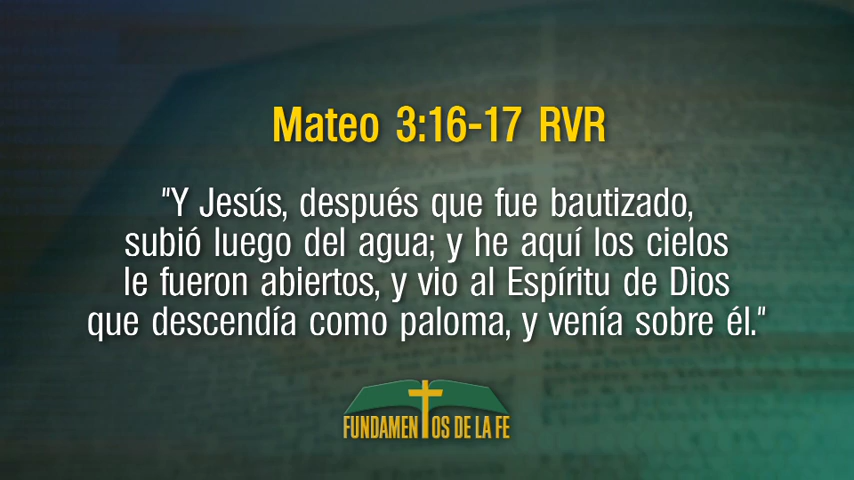 Mateo 3:16-17 RVR
"Y Jesús, después que fue bautizado,
subió luego del agua; y he aquí los cielos
le fueron abiertos, y vio al Espíritu de Dios
que descendía como paloma, y venía sobre él."
FUNDAMENTOS DE LA FE